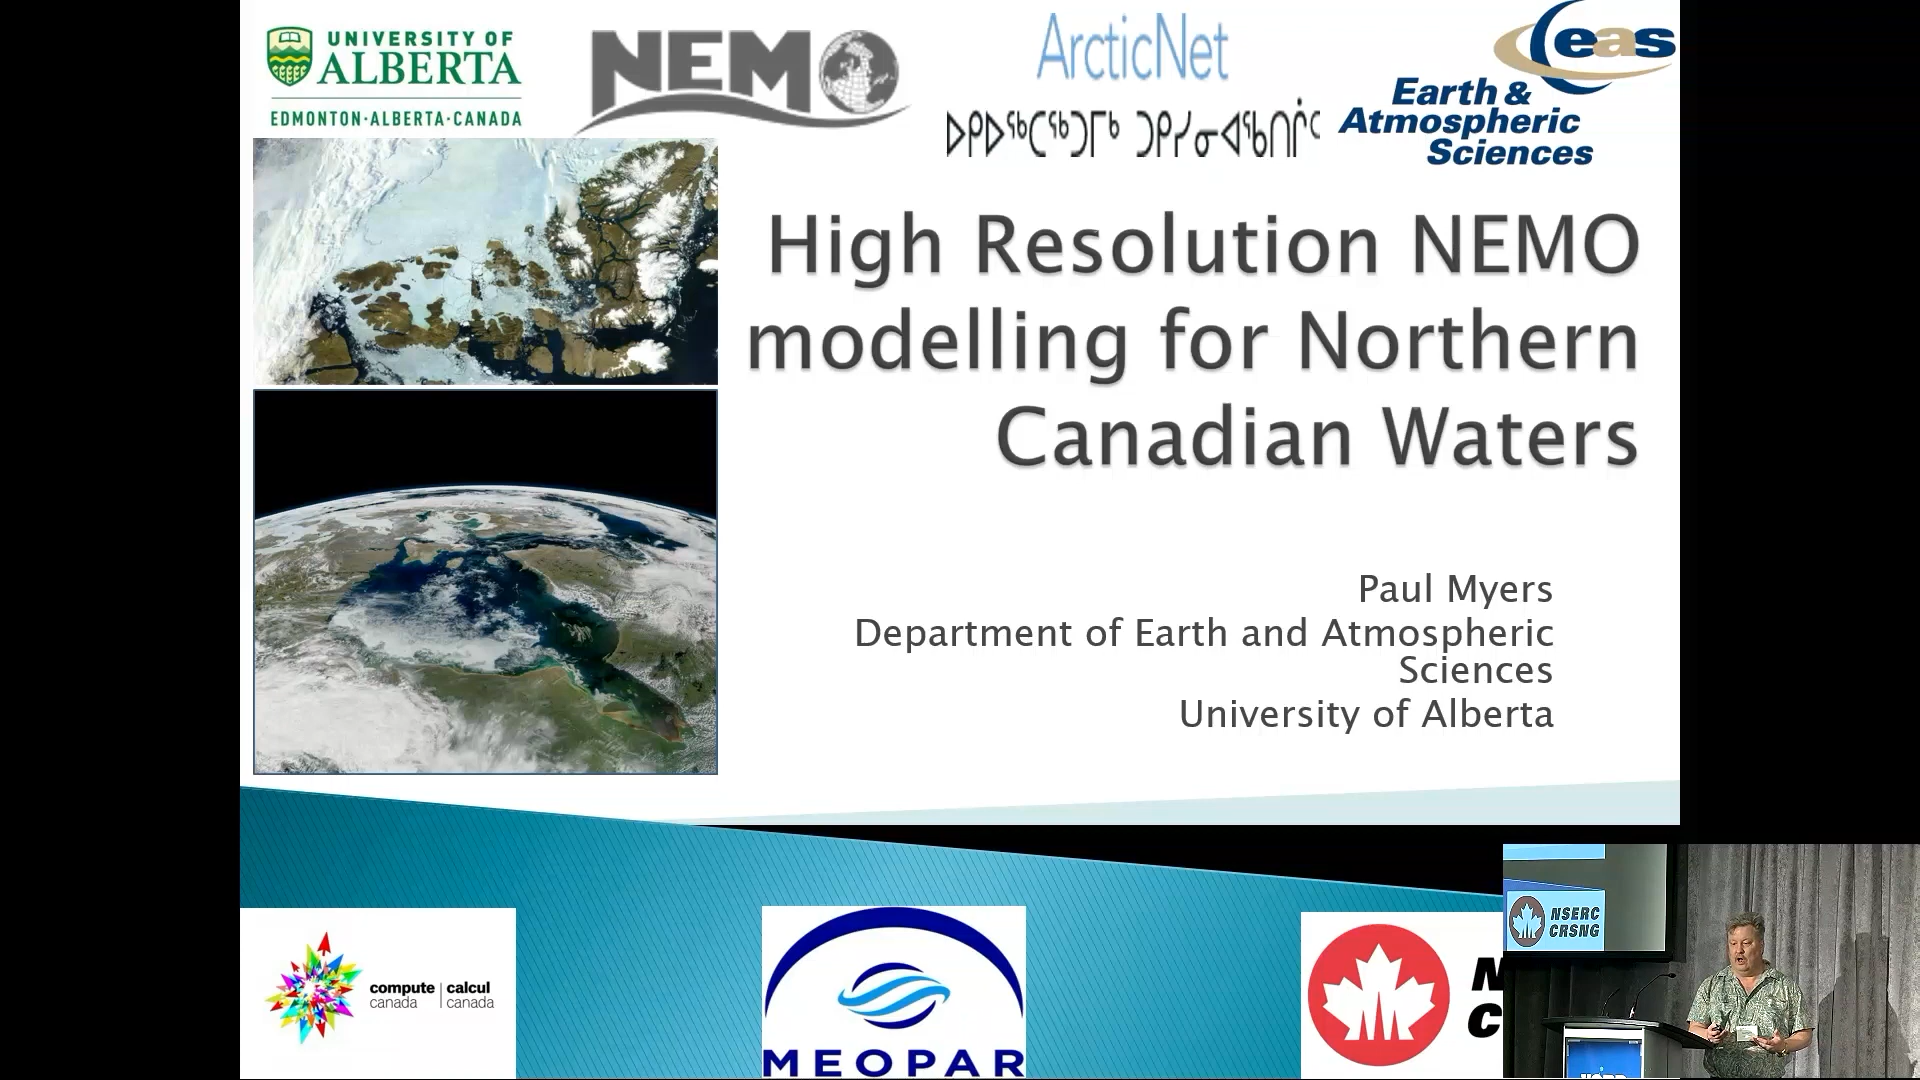 UNIVERSITY OF
ALBERTA
EDMONTON·ALBERTA·CANADA
NEMO
ArcticNet
ᐅᑭᐅᖅᑕᖅᑐᒥᒃ ᑐᑭᓯᓂᐊᖃᑎᒌᑦ
eas
Earth &
Atmospheric
Sciences
High Resolution NEMO
modelling for Northern
Canadian Waters
Paul Myers
Department of Earth and Atmospheric
Sciences
University of Alberta
compute | calcul
canada | canada
MEOPAR
N
C
NSERC
CRSNG